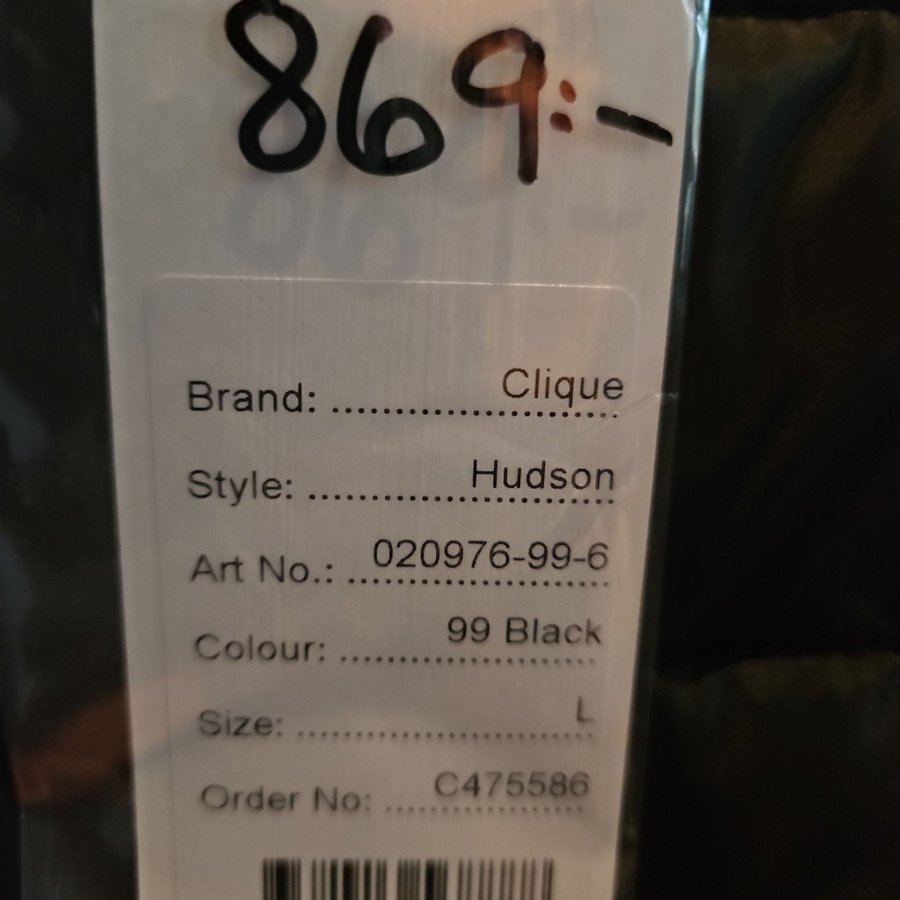 869:-
Brand: ........................ Clique
Style: ........................ Hudson
Art No.: ..................... 020976-99-6
Colour: ..................... 99 Black
Size: ........................ L
Order No: .................. C475586